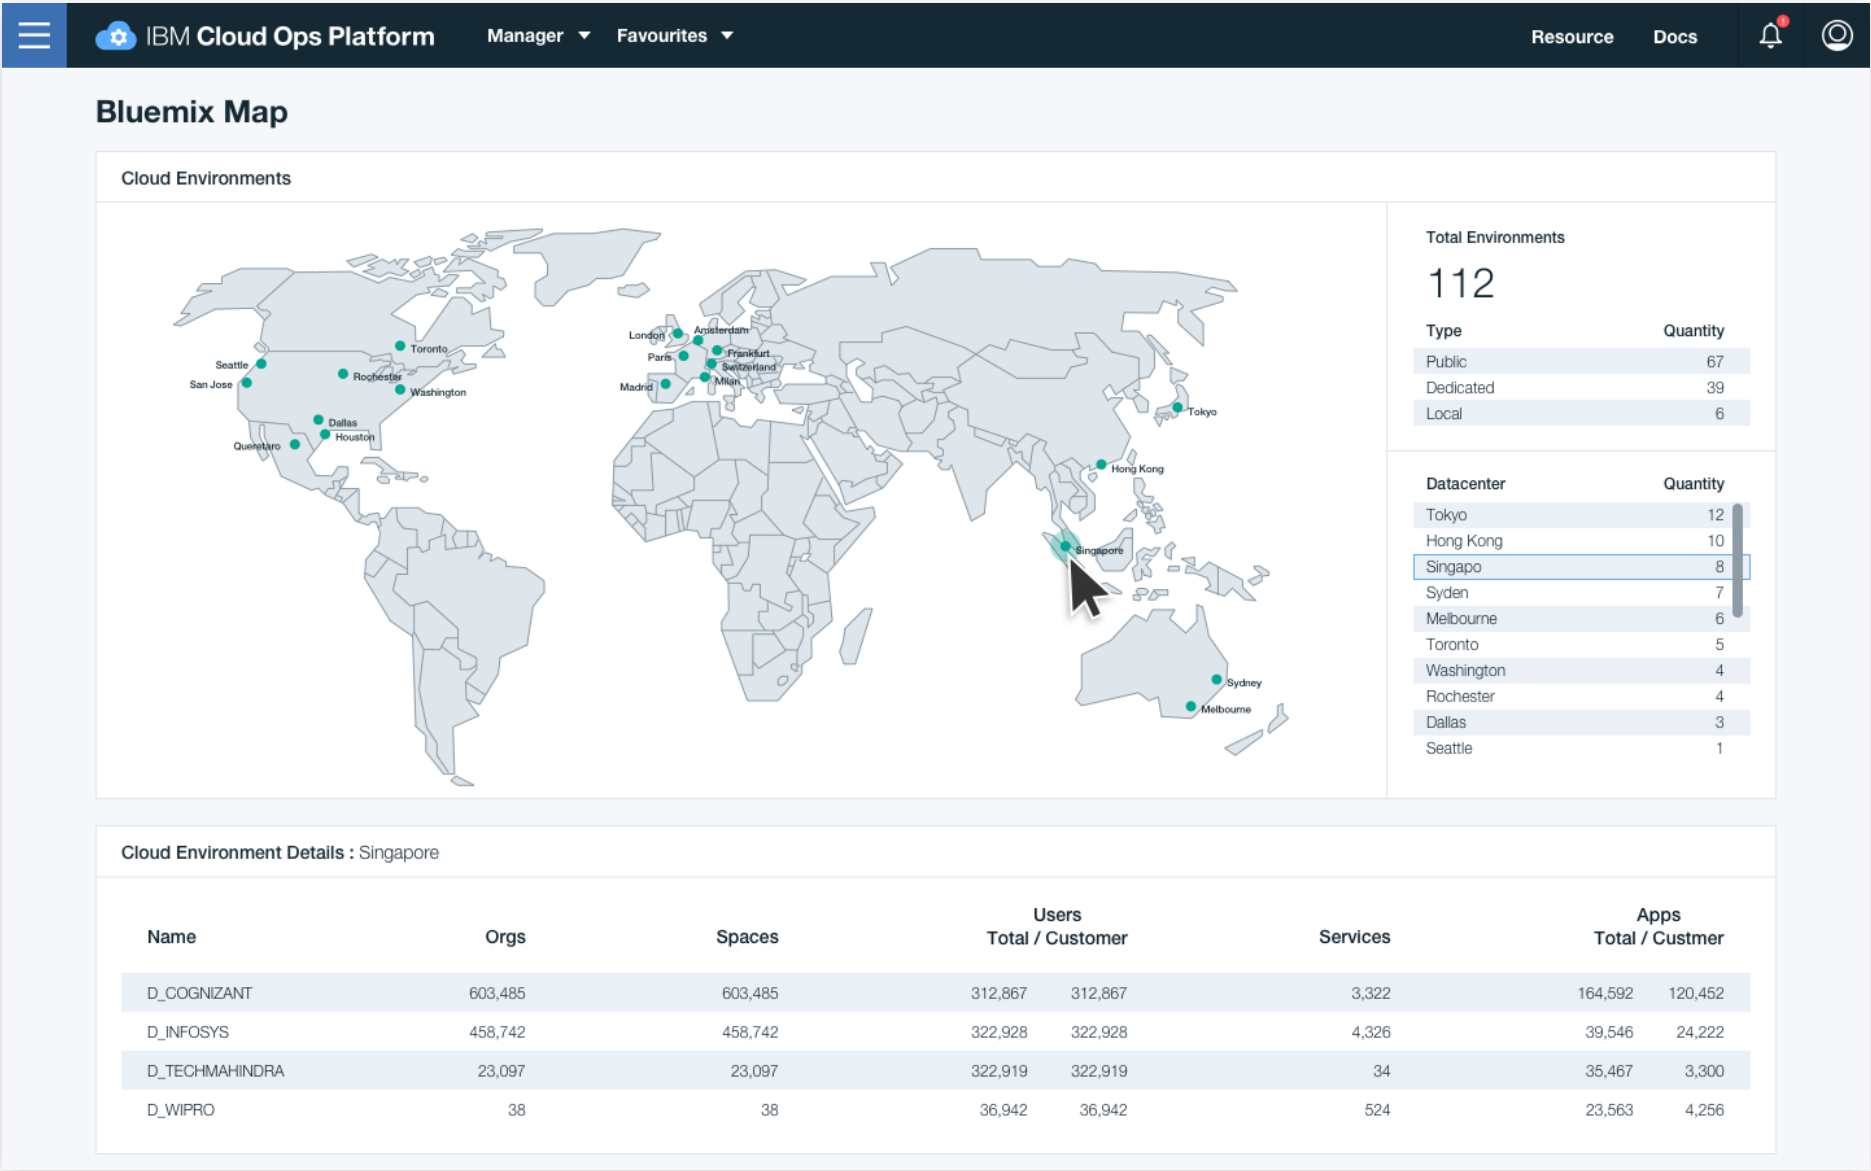 IBM Cloud Ops Platform Manager Favourites Resource Docs
!
Bluemix Map
Cloud Environments
Seattle
San Jose
Toronto
Rochester
Washington
Dallas
Houston
Queretaro
London
Amsterdam
Paris
Frankfurt
Switzerland
Milan
Madrid
Tokyo
Hong Kong
Singapore
Sydney
Melbourne
Total Environments
112
Type Quantity
Public 67
Dedicated 39
Local 6
Datacenter Quantity
Tokyo 12
Hong Kong 10
Singapo 8
Syden 7
Melbourne 6
Toronto 5
Washington 4
Rochester 4
Dallas 3
Seattle 1
Cloud Environment Details : Singapore
Users Apps
Name Orgs Spaces Total / Customer Services Total / Custmer
D_COGNIZANT 603,485 603,485 312,867 312,867 3,322 164,592 120,452
D_INFOSYS 458,742 458,742 322,928 322,928 4,326 39,546 24,222
D_TECHMAHINDRA 23,097 23,097 322,919 322,919 34 35,467 3,300
D_WIPRO 38 38 36,942 36,942 524 23,563 4,256